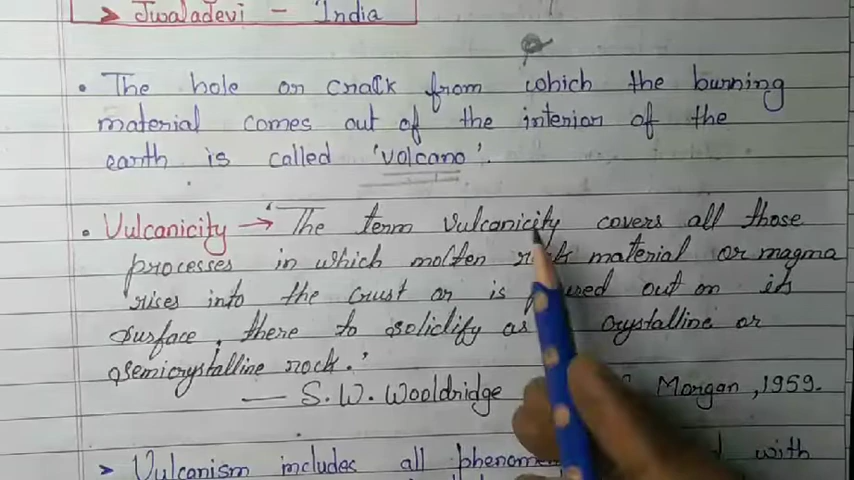 ➤ Jwaladevi - India
• The hole or crack from which the burning
material comes out of the interior of the
earth is called 'volcano'.
• Vulcanicity → 'The term Vulcanicity covers all those
processes in which molten rock material or magma
rises into the crust or is poured out on its
surface, there to solidify as crystalline or
semicrystalline rock.'
— S.W. Wooldridge Morgan, 1959.
➤ Vulcanism includes all with